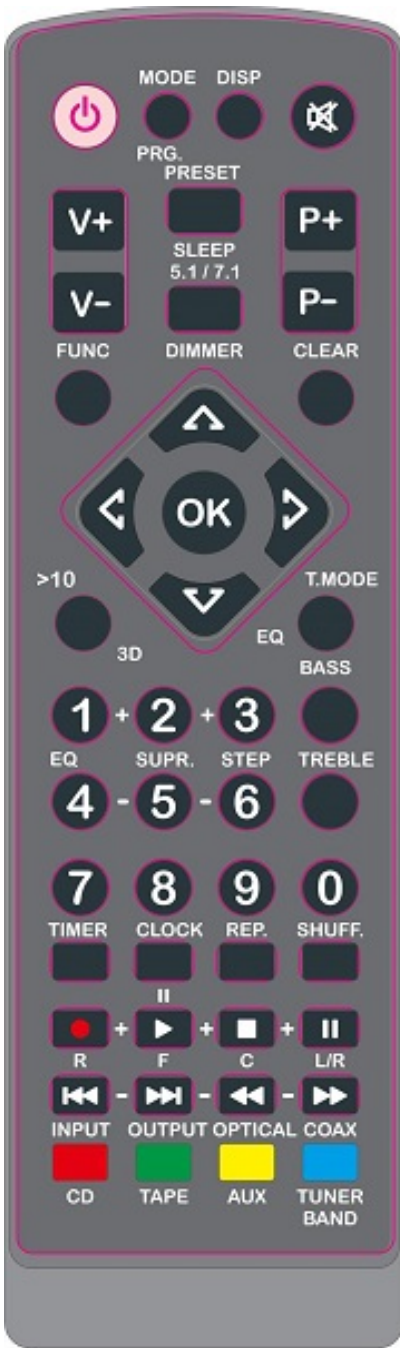 MODE DISP
PRG.
PRESET
V+ P+
SLEEP
5.1 / 7.1
V- P-
FUNC DIMMER CLEAR
OK
>10 T.MODE
3D EQ
BASS
1 + 2 + 3
EQ SUPR. STEP TREBLE
4 - 5 - 6
7 8 9 0
TIMER CLOCK REP. SHUFF.
+ + +
R F C L/R
- - -
INPUT OUTPUT OPTICAL COAX
CD TAPE AUX TUNER
BAND